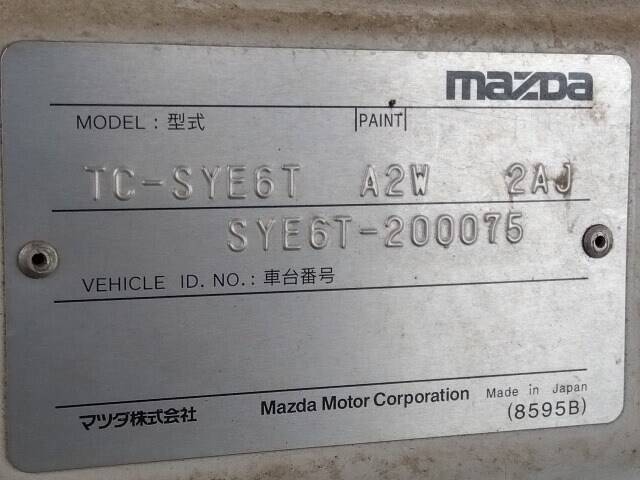 mazda
MODEL : 型式 PAINT
TC-SYE6T A2W 2AJ
SYE6T-200075
VEHICLE ID. NO. : 車台番号
マツダ株式会社 Mazda Motor Corporation Made in Japan
(8595B)